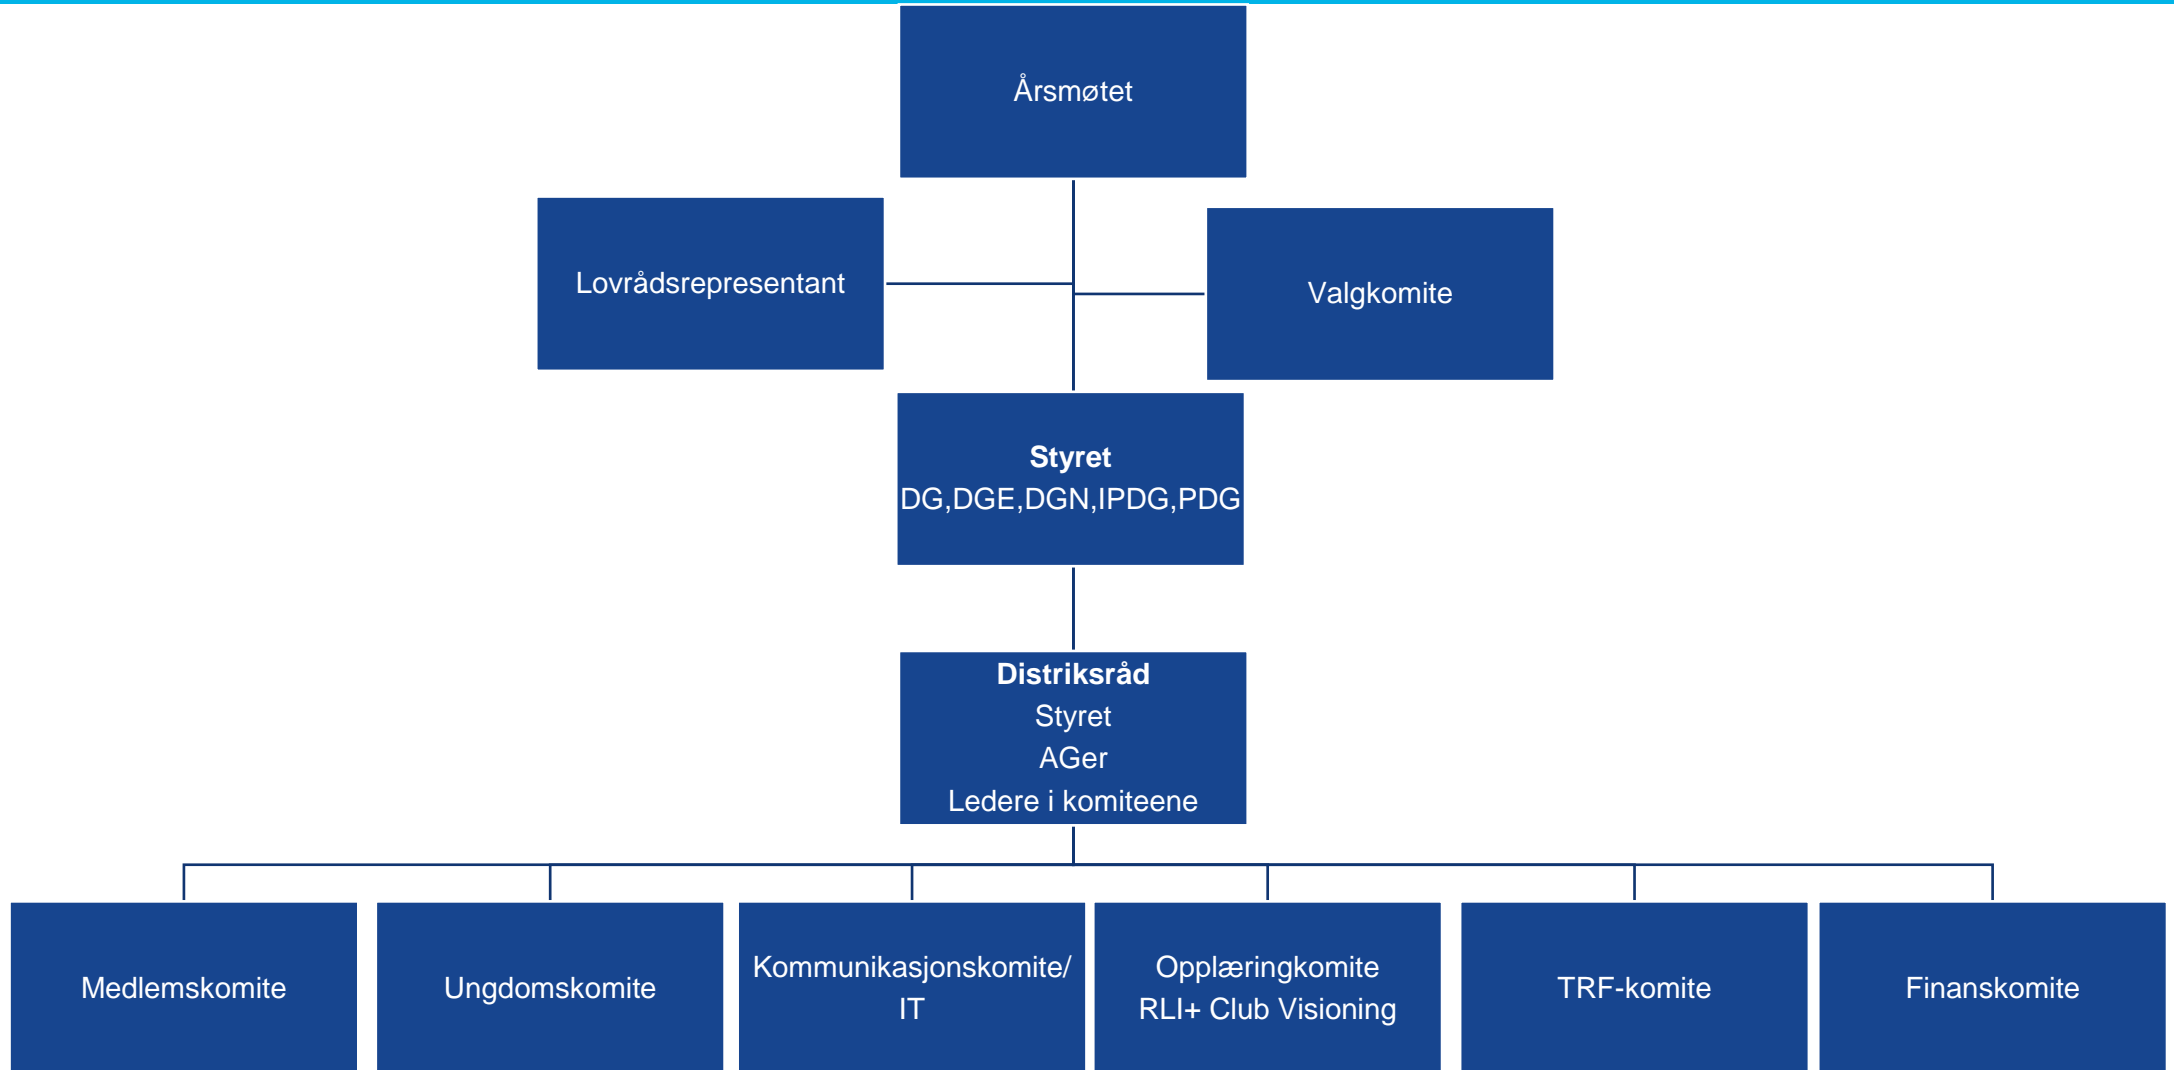 Årsmøtet
Lovrådsrepresentant
Valgkomite
Styret
DG,DGE,DGN,IPDG,PDG
Distriksråd
Styret
AGer
Ledere i komiteene
Medlemskomite
Ungdomskomite
Kommunikasjonskomite/
IT
Opplæringkomite
RLI+ Club Visioning
TRF-komite
Finanskomite